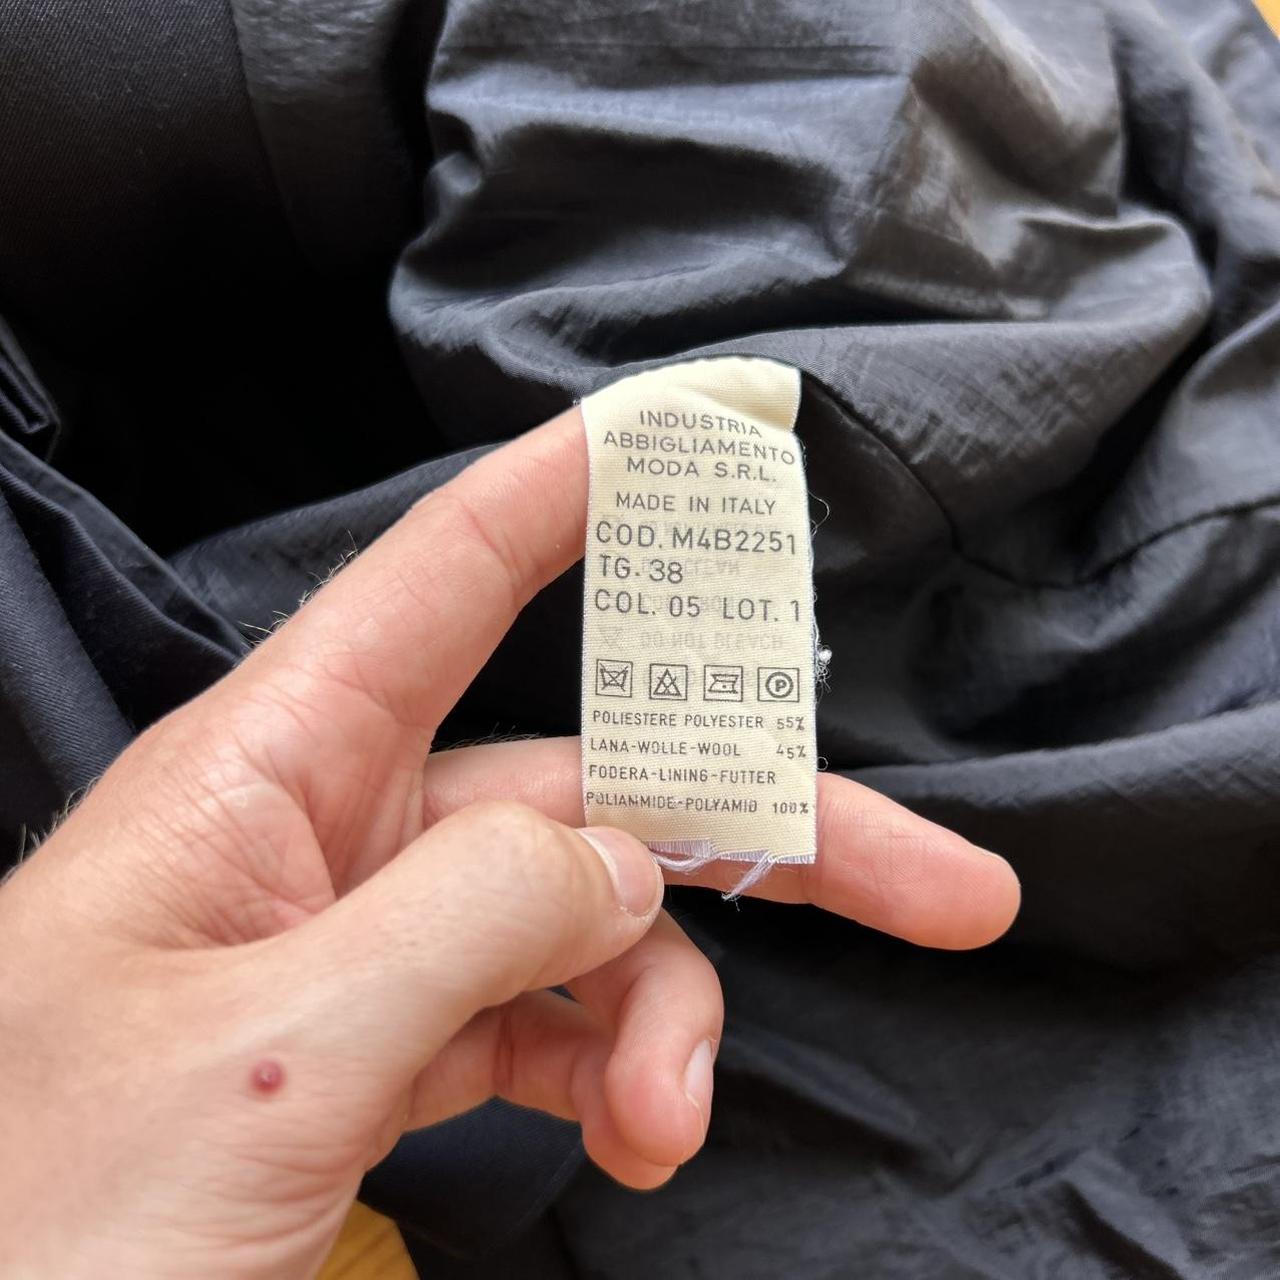 INDUSTRIA
ABBIGLIAMENTO
MODA S.R.L.
MADE IN ITALY
COD. M4B2251
TG. 38
COL. 05 LOT. 1
P
POLIESTERE POLYESTER 55%
LANA-WOLLE-WOOL 45%
FODERA-LINING-FUTTER
POLIANMIDE-POLYAMID 100%